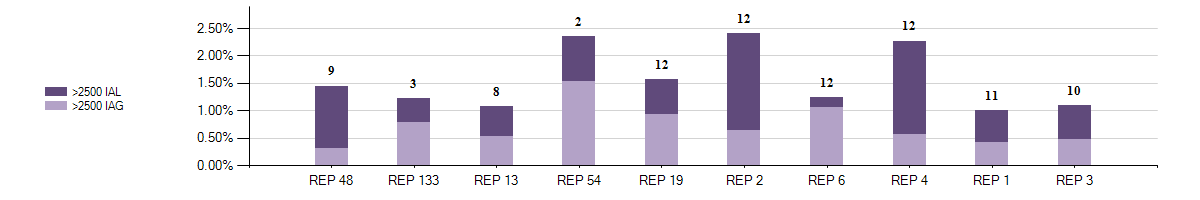 2.50%
2.00%
1.50%
1.00%
0.50%
0.00%
>2500 IAL
>2500 IAG
9
3
8
2
12
12
12
12
11
10
REP 48
REP 133
REP 13
REP 54
REP 19
REP 2
REP 6
REP 4
REP 1
REP 3